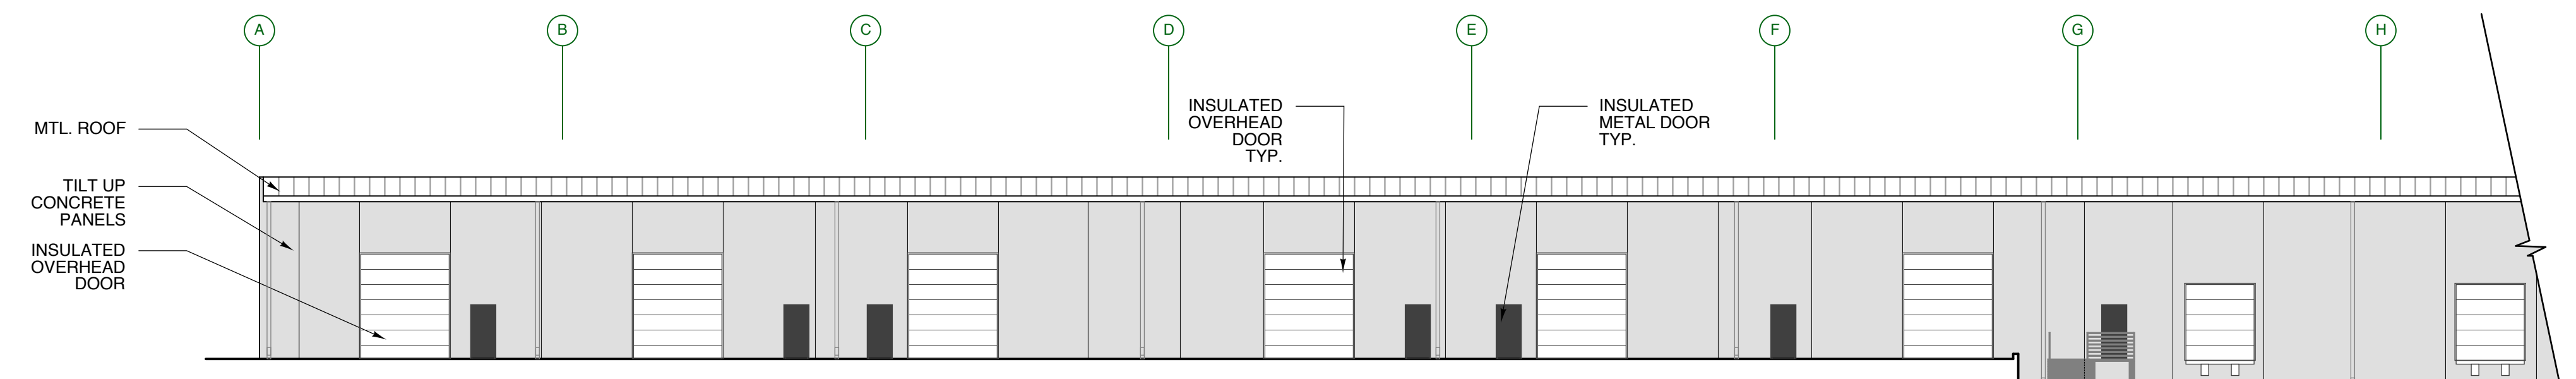 A
B
C
D
E
F
G
H
MTL. ROOF
TILT UP
CONCRETE
PANELS
INSULATED
OVERHEAD
DOOR
INSULATED
OVERHEAD
DOOR
TYP.
INSULATED
METAL DOOR
TYP.